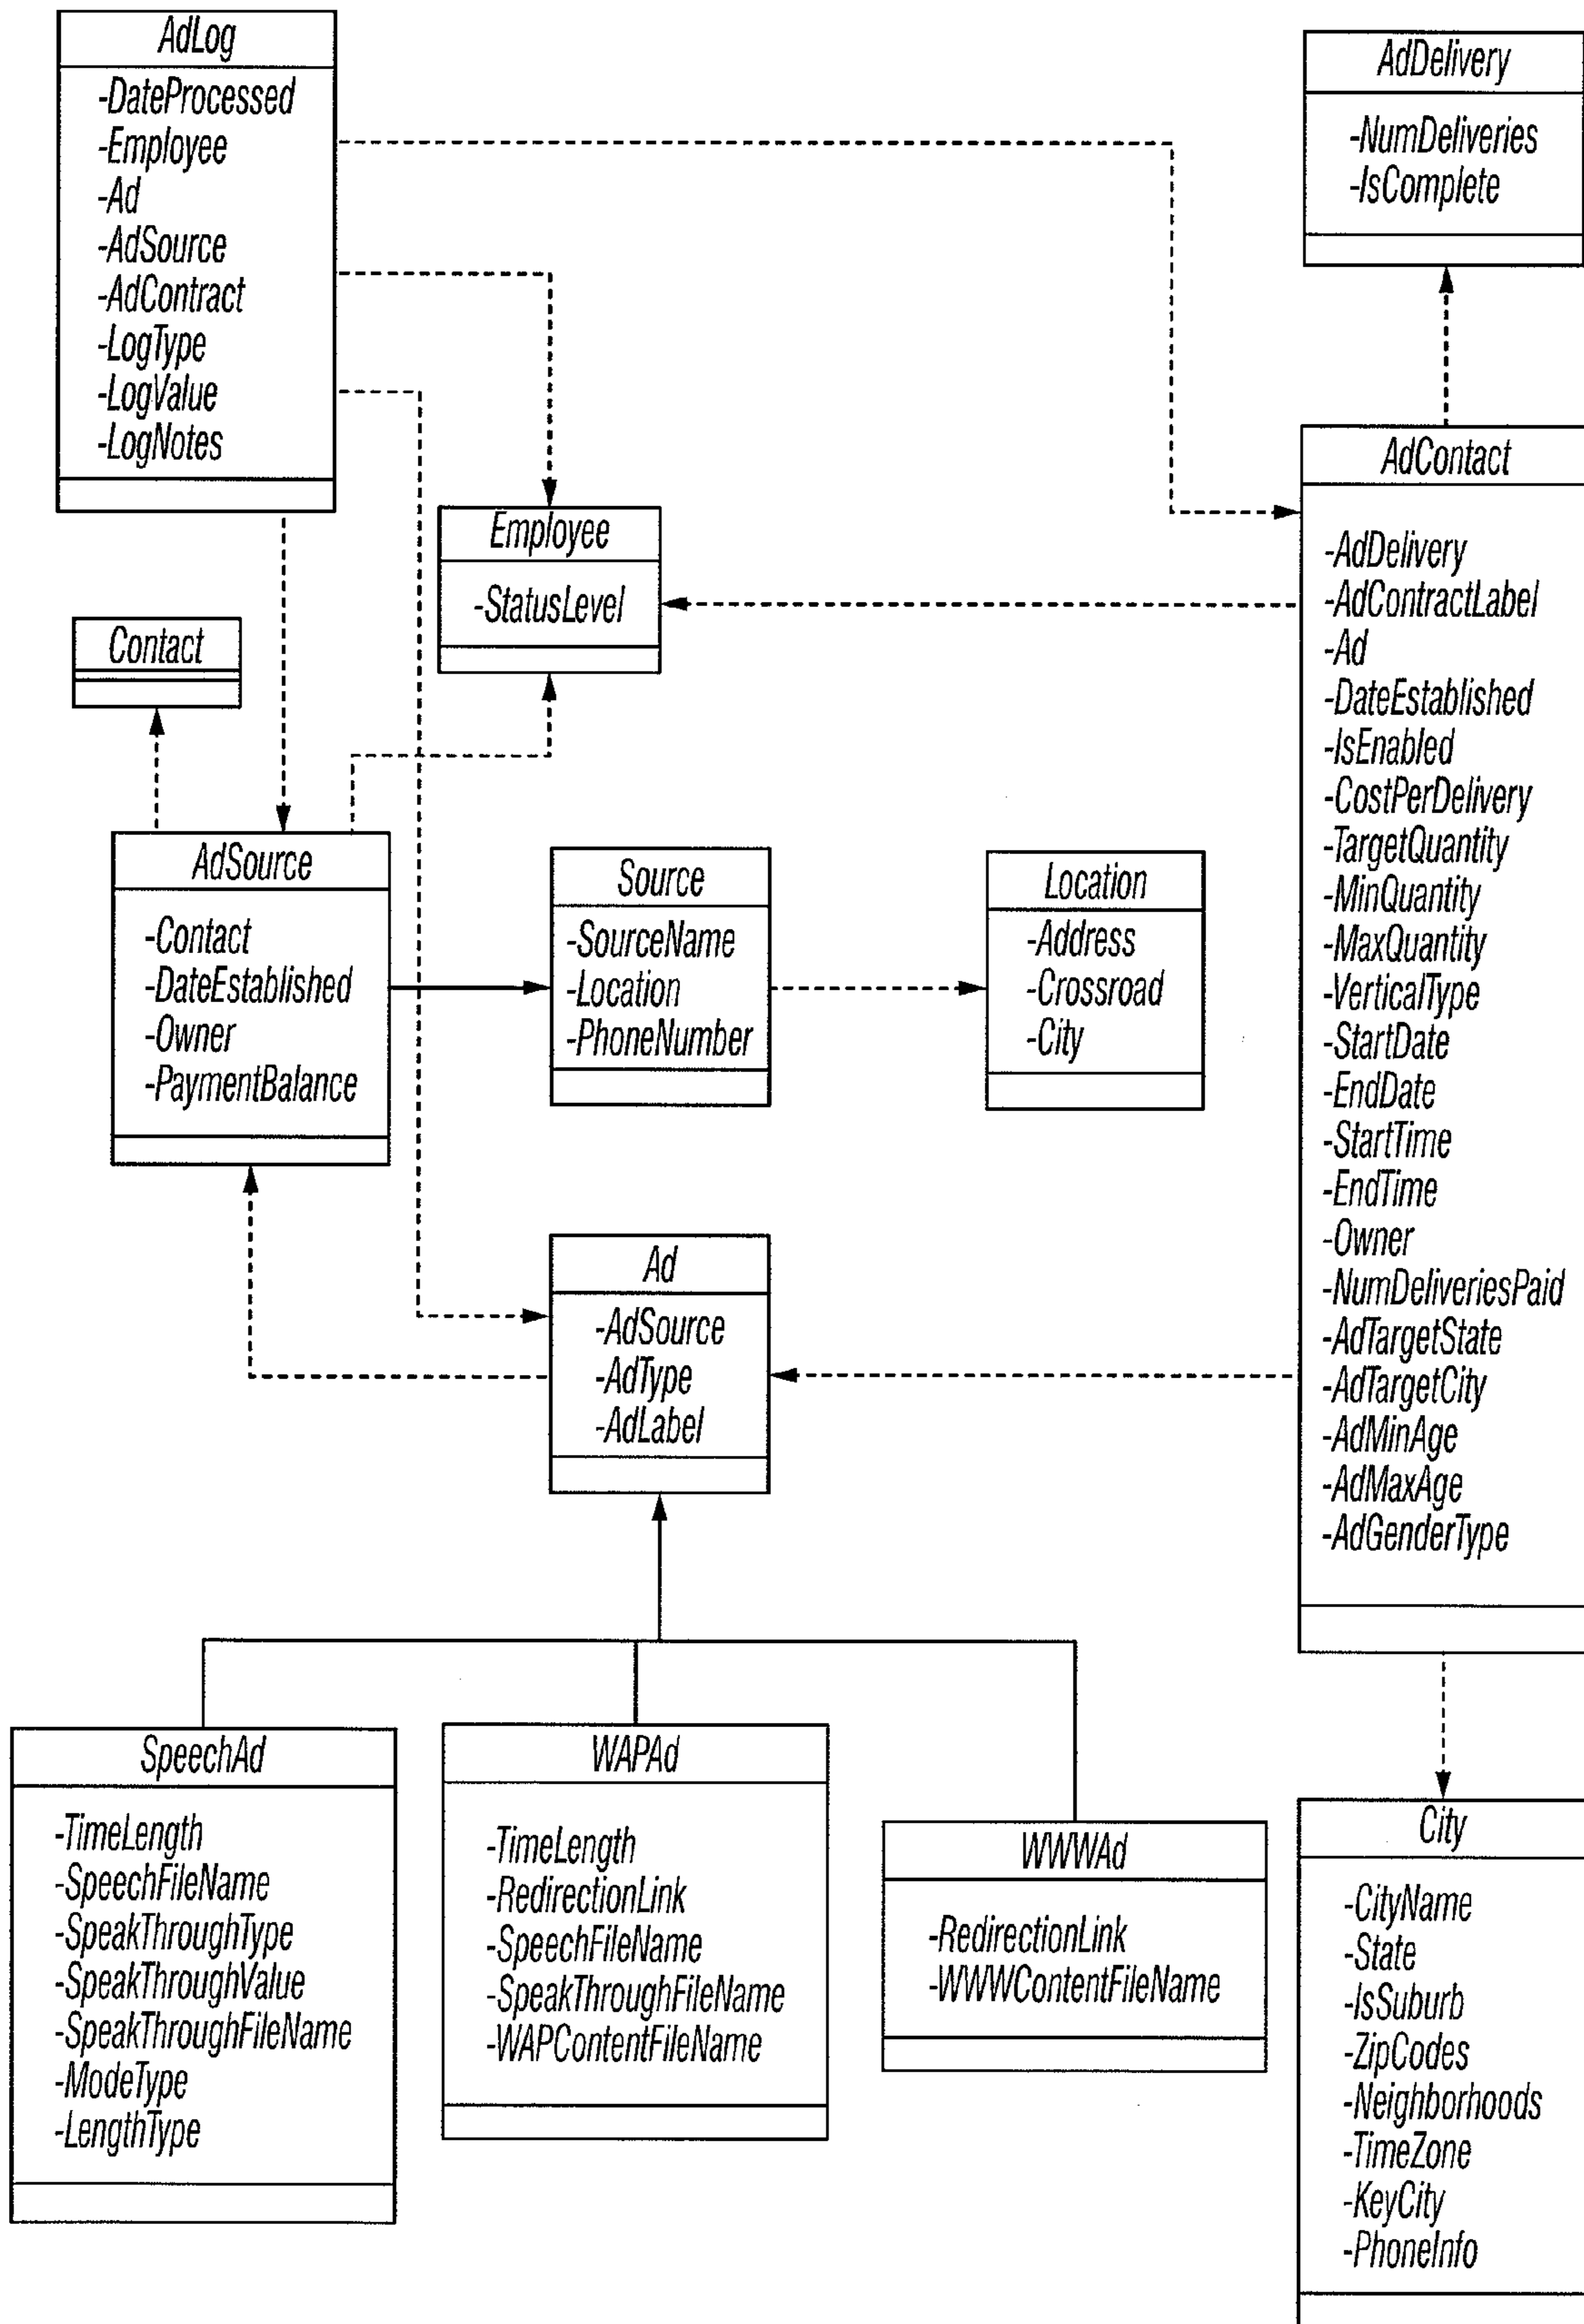 AdLog
-DateProcessed
-Employee
-Ad
-AdSource
-AdContract
-LogType
-LogValue
-LogNotes
AdDelivery
-NumDeliveries
-IsComplete
Employee
-StatusLevel
Contact
AdContact
-AdDelivery
-AdContractLabel
-Ad
-DateEstablished
-IsEnabled
-CostPerDelivery
-TargetQuantity
-MinQuantity
-MaxQuantity
-VerticalType
-StartDate
-EndDate
-StartTime
-EndTime
-Owner
-NumDeliveriesPaid
-AdTargetState
-AdTargetCity
-AdMinAge
-AdMaxAge
-AdGenderType
AdSource
-Contact
-DateEstablished
-Owner
-PaymentBalance
Source
-SourceName
-Location
-PhoneNumber
Location
-Address
-Crossroad
-City
Ad
-AdSource
-AdType
-AdLabel
SpeechAd
-TimeLength
-SpeechFileName
-SpeakThroughType
-SpeakThroughValue
-SpeakThroughFileName
-ModeType
-LengthType
WAPAd
-TimeLength
-RedirectionLink
-SpeechFileName
-SpeakThroughFileName
-WAPContentFileName
WWWAd
-RedirectionLink
-WWWContentFileName
City
-CityName
-State
-IsSuburb
-ZipCodes
-Neighborhoods
-TimeZone
-KeyCity
-PhoneInfo